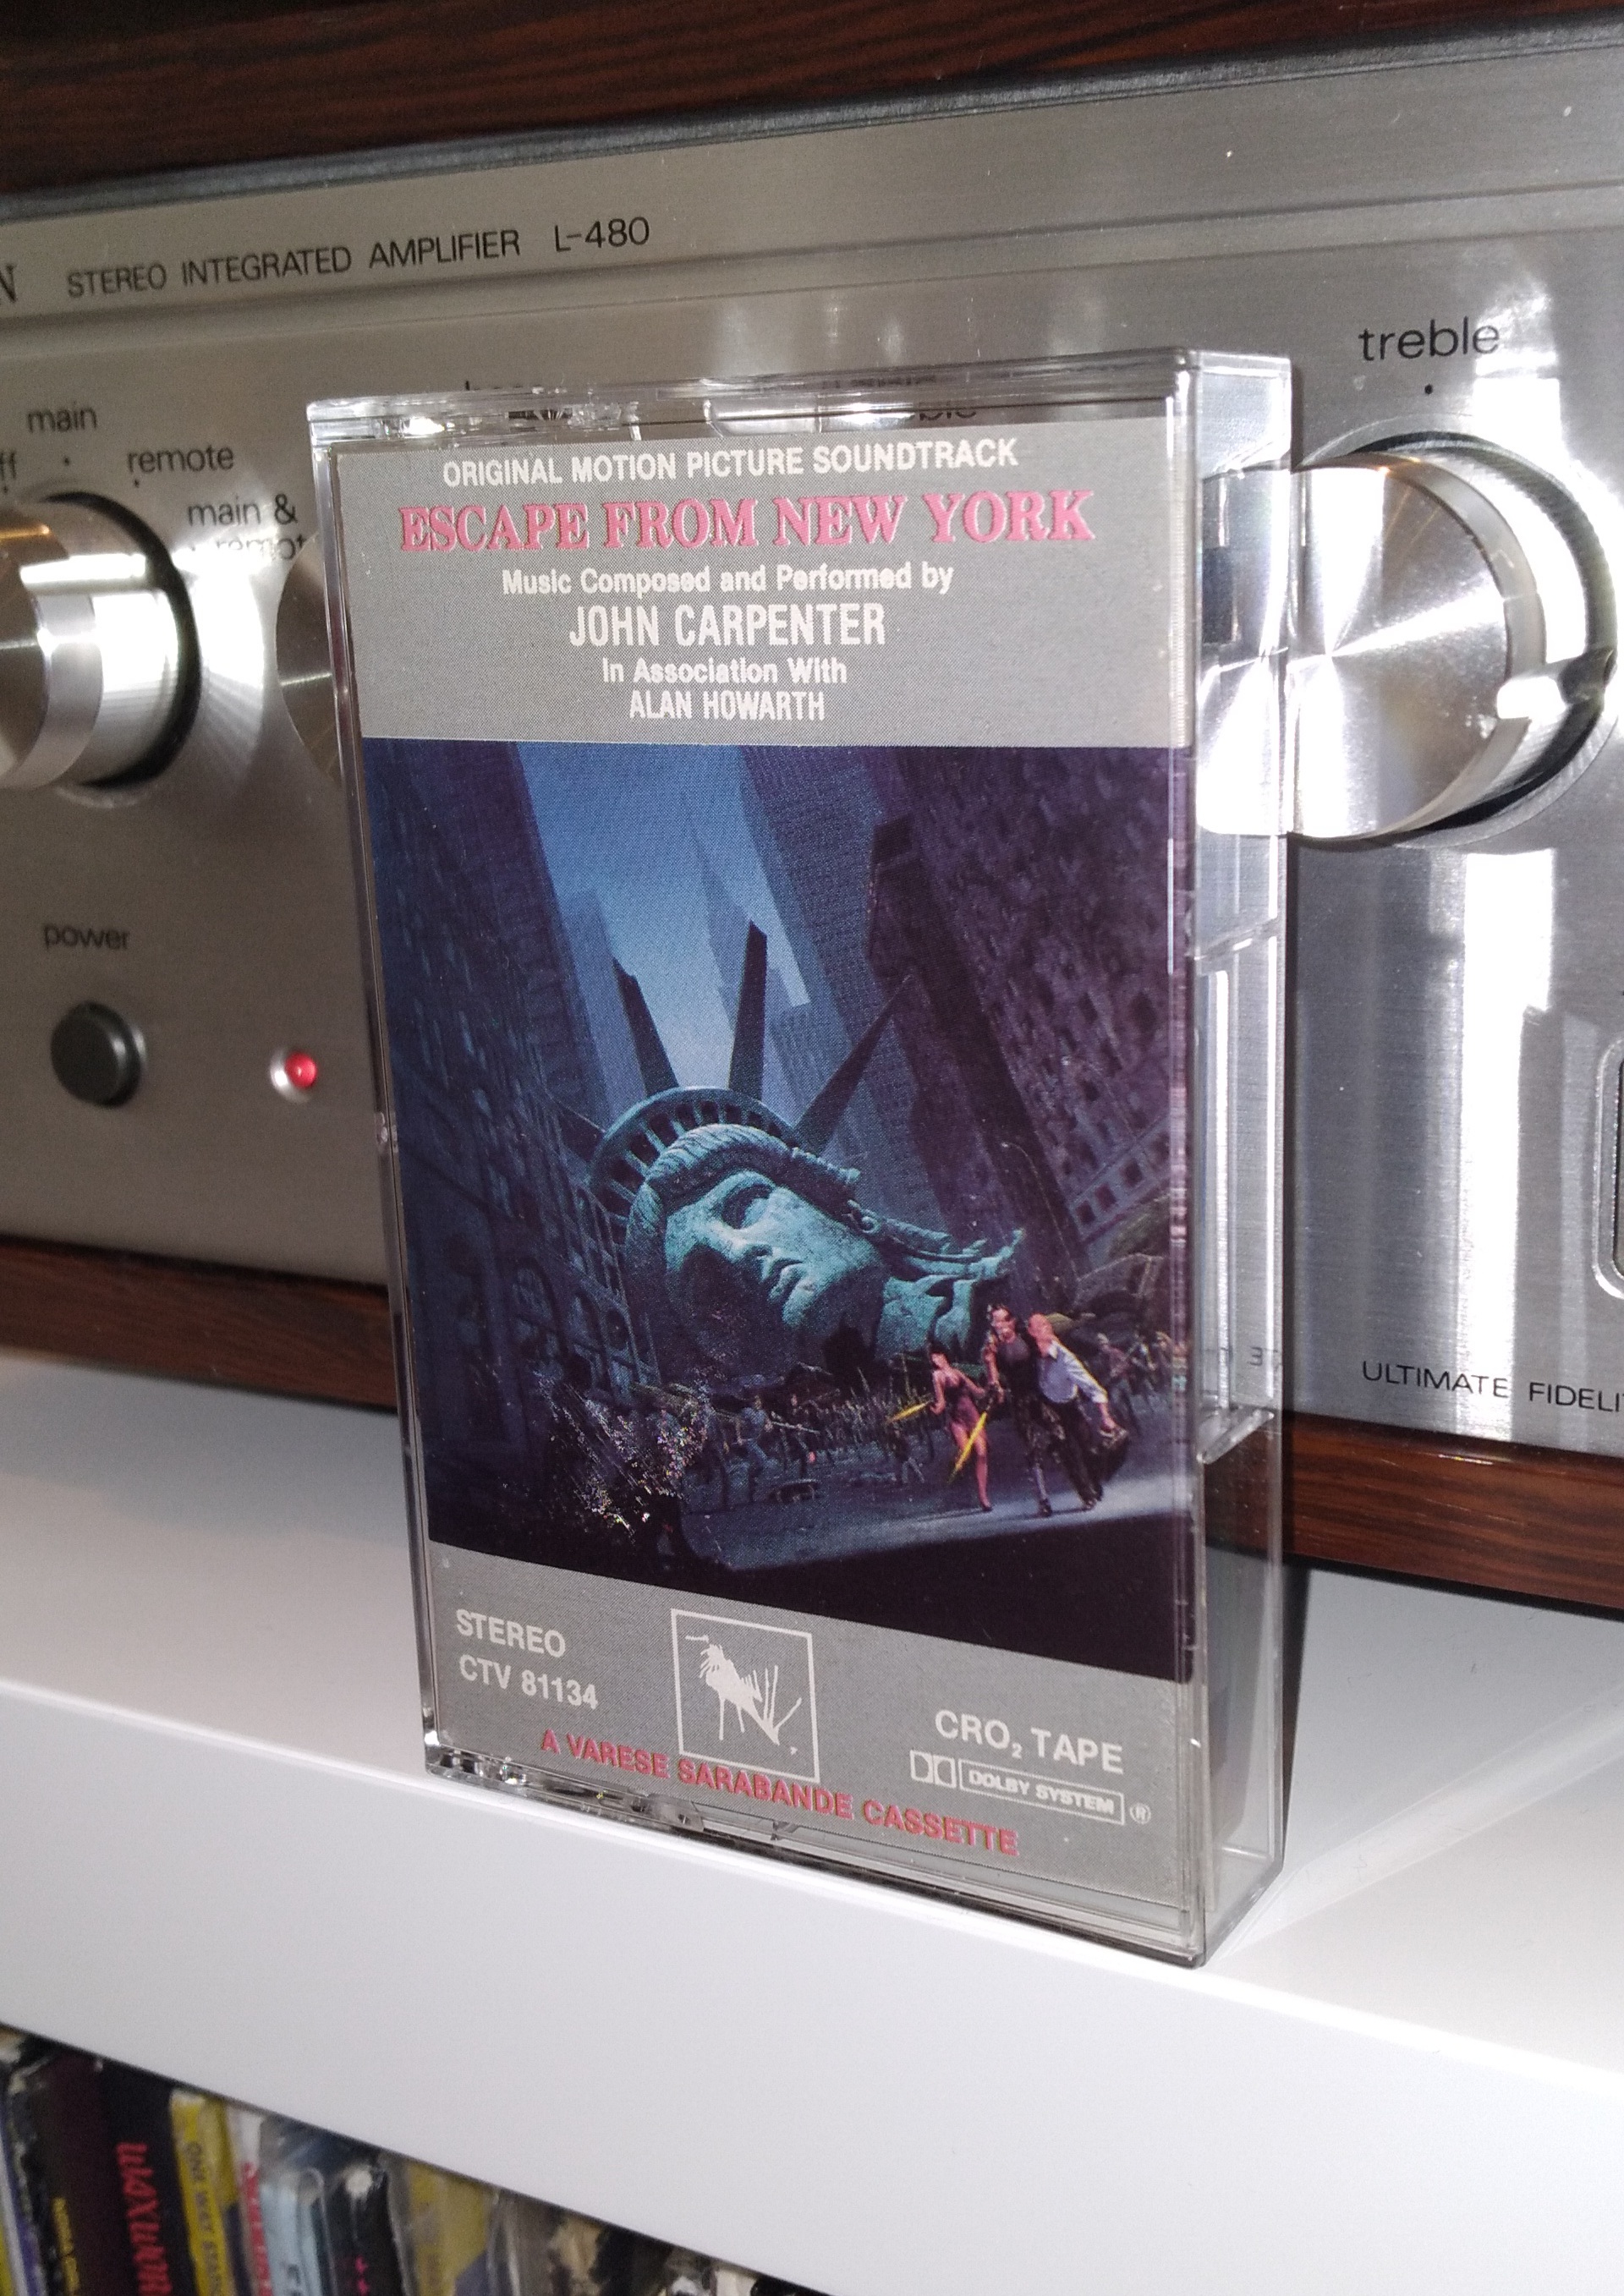 STEREO INTEGRATED AMPLIFIER L-480
treble
main
remote
main &
remot
power
ORIGINAL MOTION PICTURE SOUNDTRACK
ESCAPE FROM NEW YORK
Music Composed and Performed by
JOHN CARPENTER
In Association With
ALAN HOWARTH
STEREO
CTV 81134
CRO₂ TAPE
DOLBY SYSTEM ®
A VARESE SARABANDE CASSETTE
ULTIMATE FIDELI